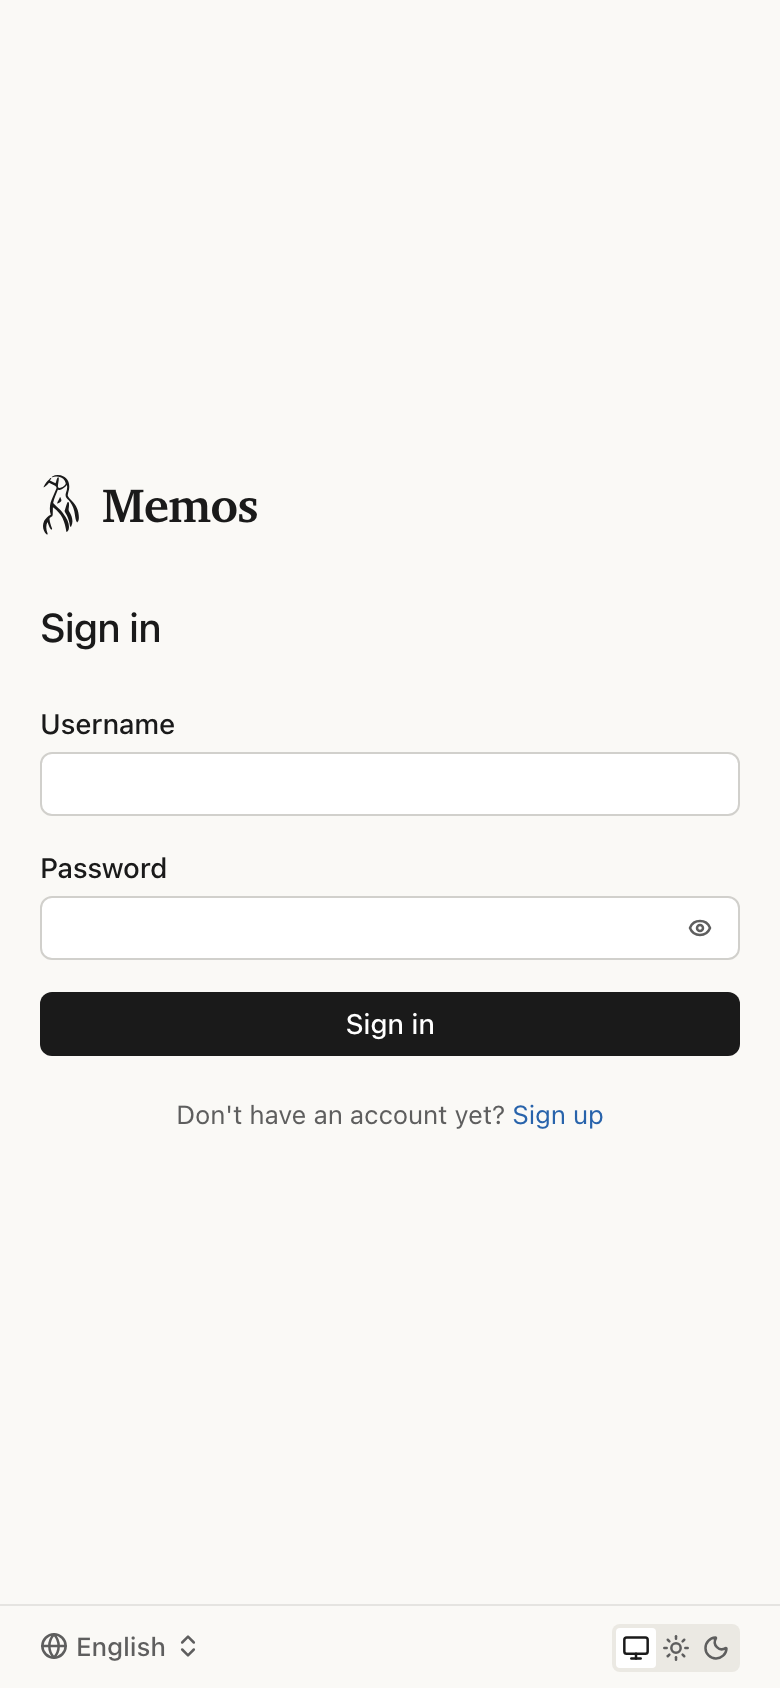 Memos
Sign in
Username
Password
Sign in
Don't have an account yet? Sign up
English